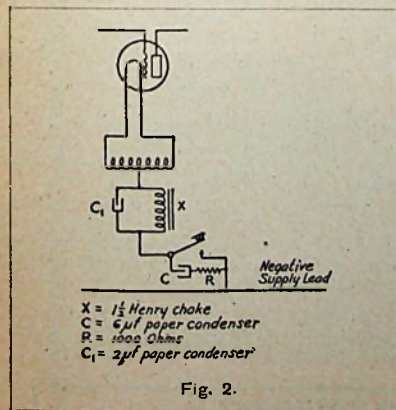 C₁
X
C
R
Negative
Supply Lead
X = 1½ Henry choke
C = 6µf paper condenser
R = 1000 Ohms
C₁ = 2µf paper condenser
Fig. 2.